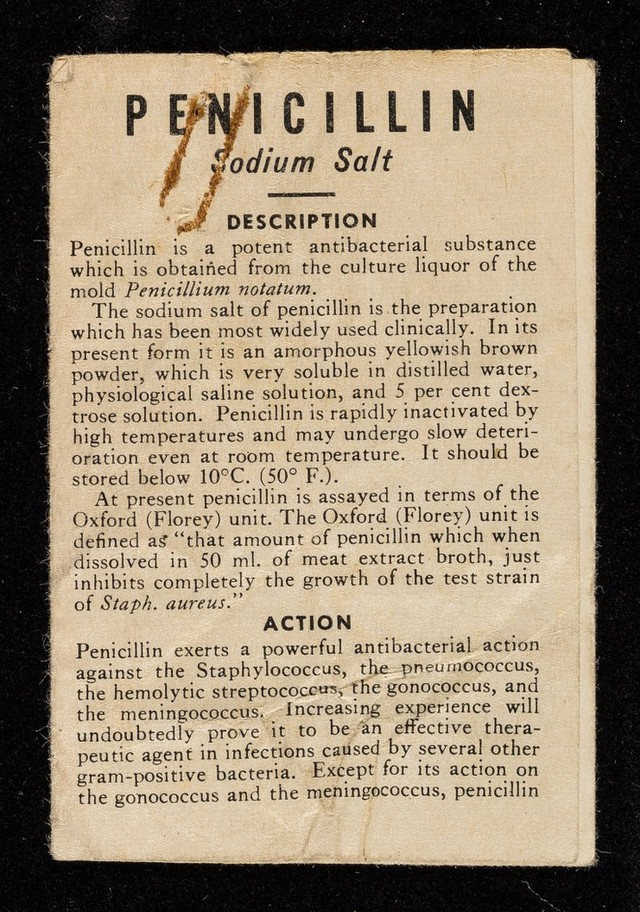 PENICILLIN
Sodium Salt
DESCRIPTION
Penicillin is a potent antibacterial substance
which is obtained from the culture liquor of the
mold Penicillium notatum.
The sodium salt of penicillin is the preparation
which has been most widely used clinically. In its
present form it is an amorphous yellowish brown
powder, which is very soluble in distilled water,
physiological saline solution, and 5 per cent dex-
trose solution. Penicillin is rapidly inactivated by
high temperatures and may undergo slow deteri-
oration even at room temperature. It should be
stored below 10°C. (50° F.).
At present penicillin is assayed in terms of the
Oxford (Florey) unit. The Oxford (Florey) unit is
defined as “that amount of penicillin which when
dissolved in 50 ml. of meat extract broth, just
inhibits completely the growth of the test strain
of Staph. aureus.”
ACTION
Penicillin exerts a powerful antibacterial action
against the Staphylococcus, the pneumococcus,
the hemolytic streptococcus, the gonococcus, and
the meningococcus. Increasing experience will
undoubtedly prove it to be an effective thera-
peutic agent in infections caused by several other
gram-positive bacteria. Except for its action on
the gonococcus and the meningococcus, penicillin